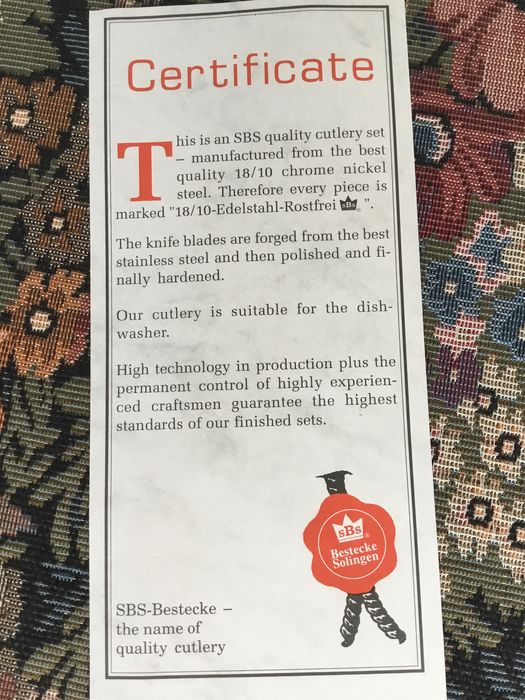 Certificate
This is an SBS quality cutlery set
– manufactured from the best
quality 18/10 chrome nickel
steel. Therefore every piece is
marked "18/10-Edelstahl-Rostfrei sBs ".
The knife blades are forged from the best
stainless steel and then polished and fi-
nally hardened.
Our cutlery is suitable for the dish-
washer.
High technology in production plus the
permanent control of highly experien-
ced craftsmen guarantee the highest
standards of our finished sets.
sBs®
Bestecke
Solingen
SBS-Bestecke –
the name of
quality cutlery